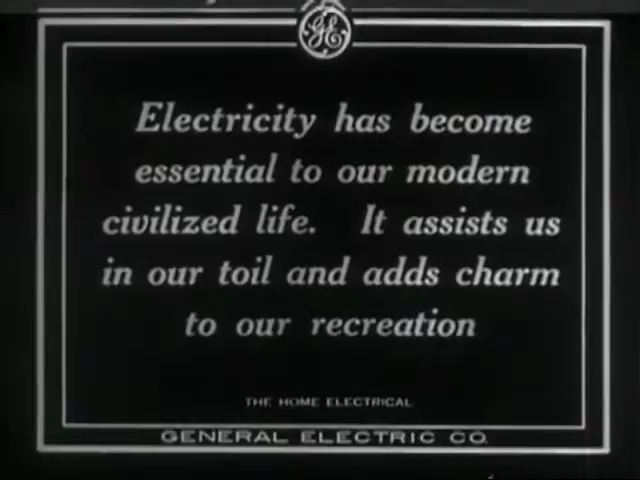 GE
Electricity has become
essential to our modern
civilized life. It assists us
in our toil and adds charm
to our recreation
THE HOME ELECTRICAL
GENERAL ELECTRIC CO.